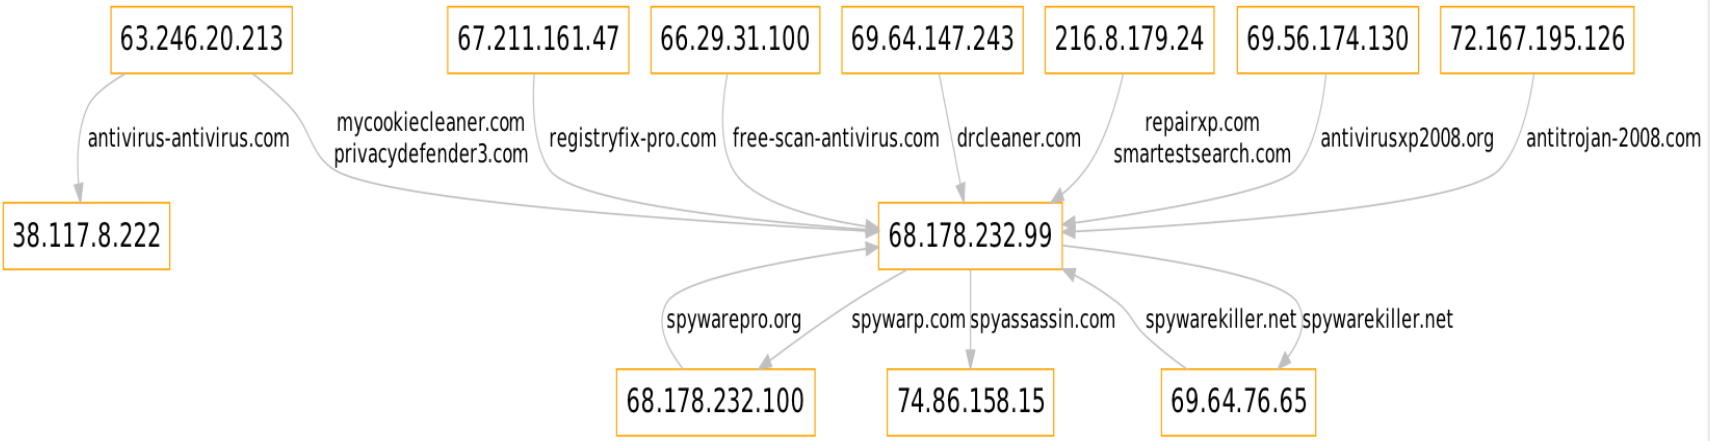 63.246.20.213
67.211.161.47
66.29.31.100
69.64.147.243
216.8.179.24
69.56.174.130
72.167.195.126
antivirus-antivirus.com
mycookiecleaner.com
privacydefender3.com
registryfix-pro.com
free-scan-antivirus.com
drcleaner.com
repairxp.com
smartestsearch.com
antivirusxp2008.org
antitrojan-2008.com
38.117.8.222
68.178.232.99
spywarepro.org
spywarp.com
spyassassin.com
spywarekiller.net
spywarekiller.net
68.178.232.100
74.86.158.15
69.64.76.65